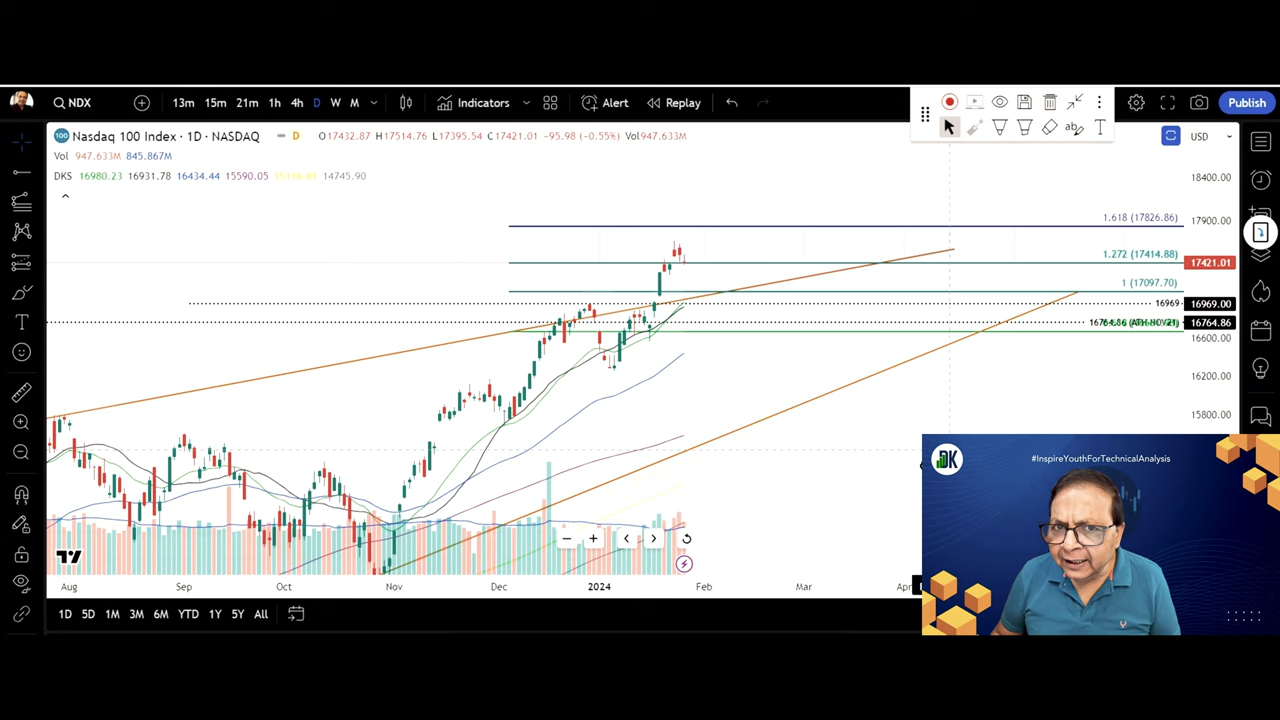 NDX
13m 15m 21m 1h 4h D W M
Indicators
Alert
Replay
Publish
Nasdaq 100 Index · 1D · NASDAQ
D
O17432.87 H17514.76 L17395.54 C17421.01 -95.98 (-0.55%) Vol947.633M
USD
Vol 947.633M 845.867M
DKS 16980.23 16931.78 16434.44 15590.05 14745.90
18400.00
1.618 (17826.86)
17900.00
1.272 (17414.88)
17421.01
1 (17097.70)
16969
16969.00
16764.86
16600.00
16200.00
15800.00
DK
#InspireYouthForTechnicalAnalysis
Aug Sep Oct Nov Dec 2024 Feb Mar
1D 5D 1M 3M 6M YTD 1Y 5Y All